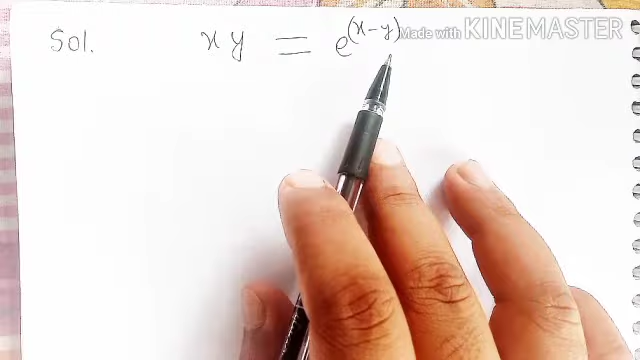 Sol. xy = e^(x-y)
Made with KINEMASTER